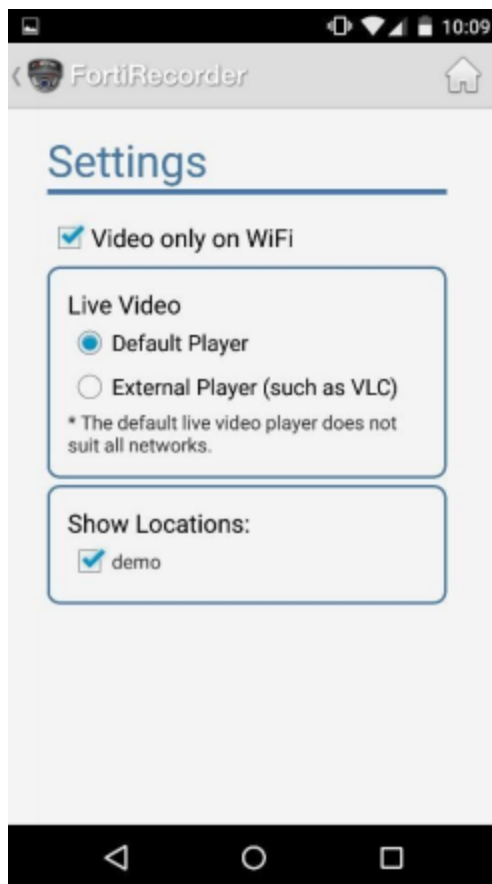 10:09
FortiRecorder
Settings
Video only on WiFi
Live Video
Default Player
External Player (such as VLC)
* The default live video player does not
suit all networks.
Show Locations:
demo